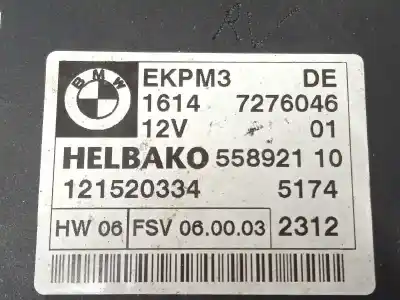 BMW
EKPM3 DE
1614 7276046
12V 01
HELBAKO 558921 10
121520334 5174
HW 06 FSV 06.00.03 2312